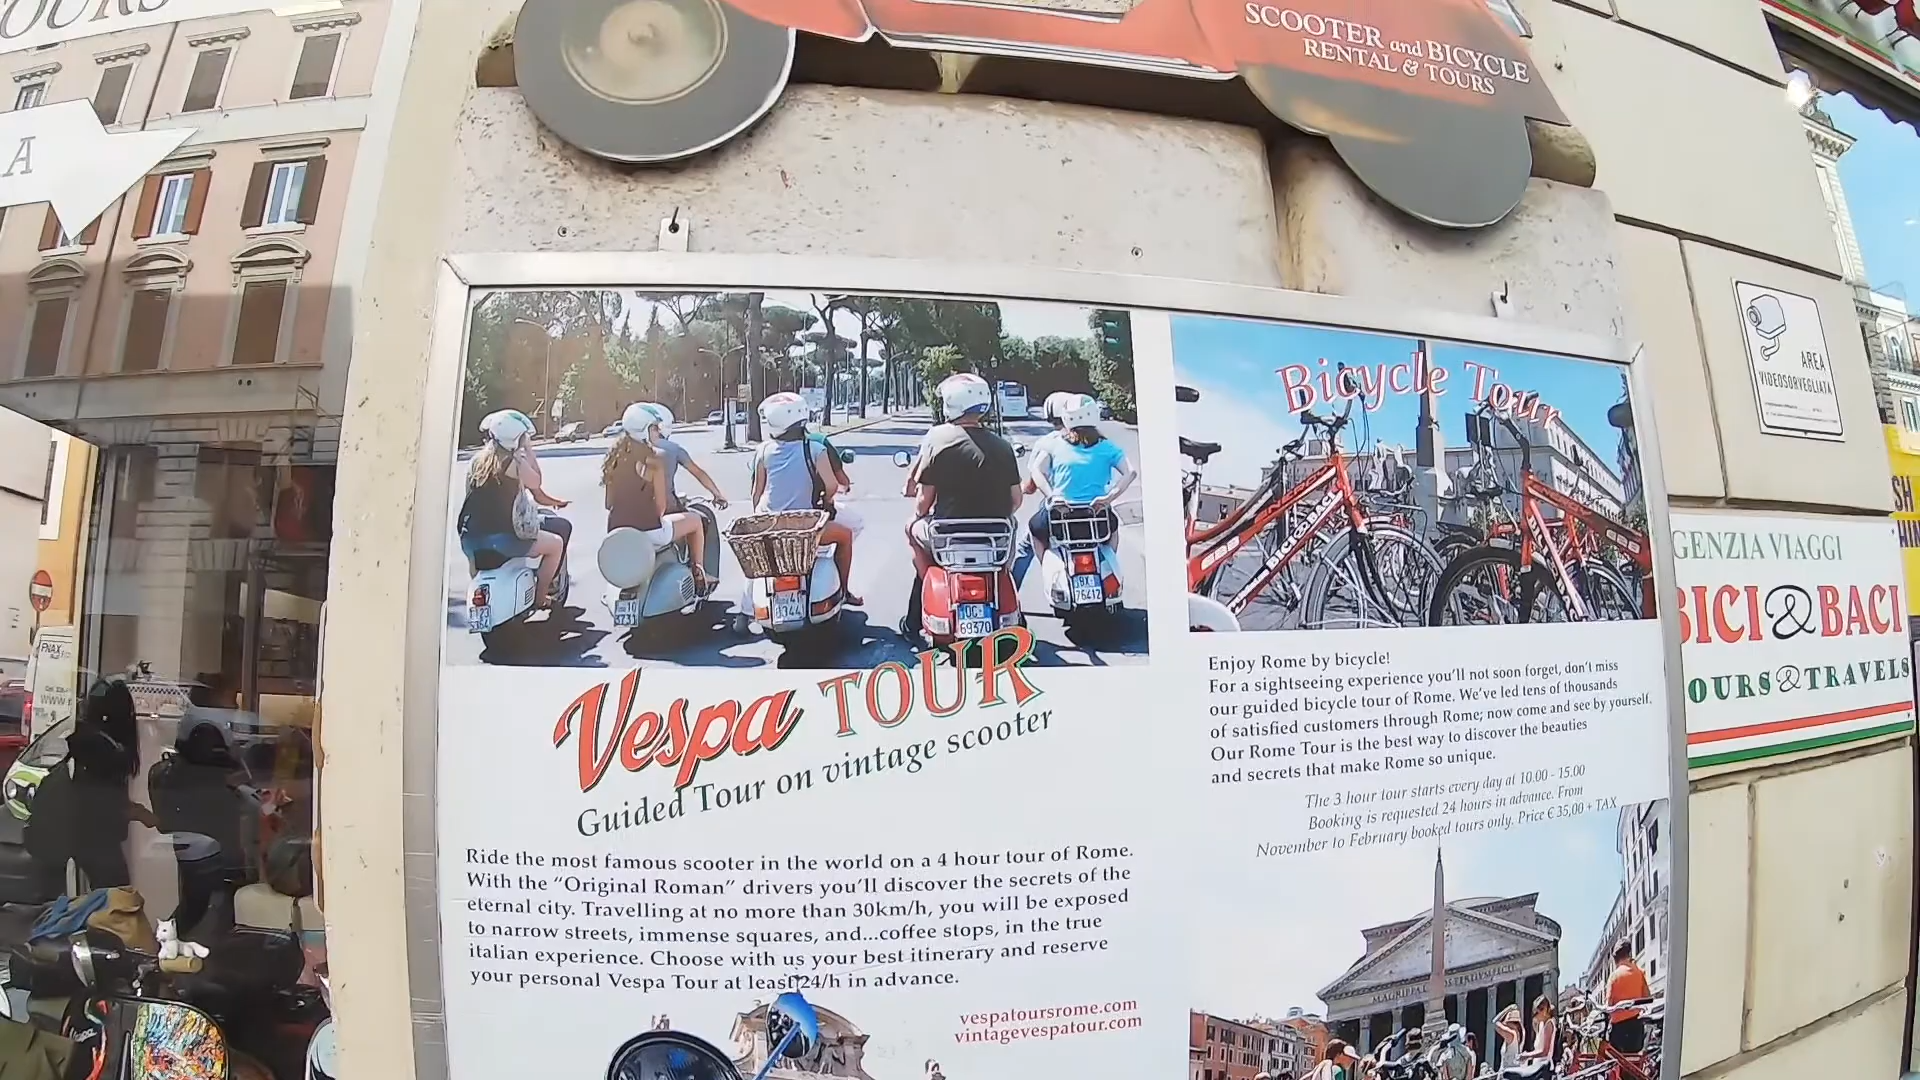 OURS
A
SCOOTER and BICYCLE
RENTAL & TOURS
AREA
VIDEOSORVEGLIATA
Bicycle Tour
GENZIA VIAGGI
BICI & BACI
OURS & TRAVELS
Vespa TOUR
Guided Tour on vintage scooter
Ride the most famous scooter in the world on a 4 hour tour of Rome.
With the “Original Roman” drivers you’ll discover the secrets of the
eternal city. Travelling at no more than 30km/h, you will be exposed
to narrow streets, immense squares, and...coffee stops, in the true
italian experience. Choose with us your best itinerary and reserve
your personal Vespa Tour at least 24/h in advance.
vespatoursrome.com
vintagevespatour.com
Enjoy Rome by bicycle!
For a sightseeing experience you’ll not soon forget, don’t miss
our guided bicycle tour of Rome. We’ve led tens of thousands
of satisfied customers through Rome; now come and see by yourself.
Our Rome Tour is the best way to discover the beauties
and secrets that make Rome so unique.
The 3 hour tour starts every day at 10.00 - 15.00
Booking is requested 24 hours in advance. From
November to February booked tours only. Price € 35,00 + TAX
BX
76412
69370